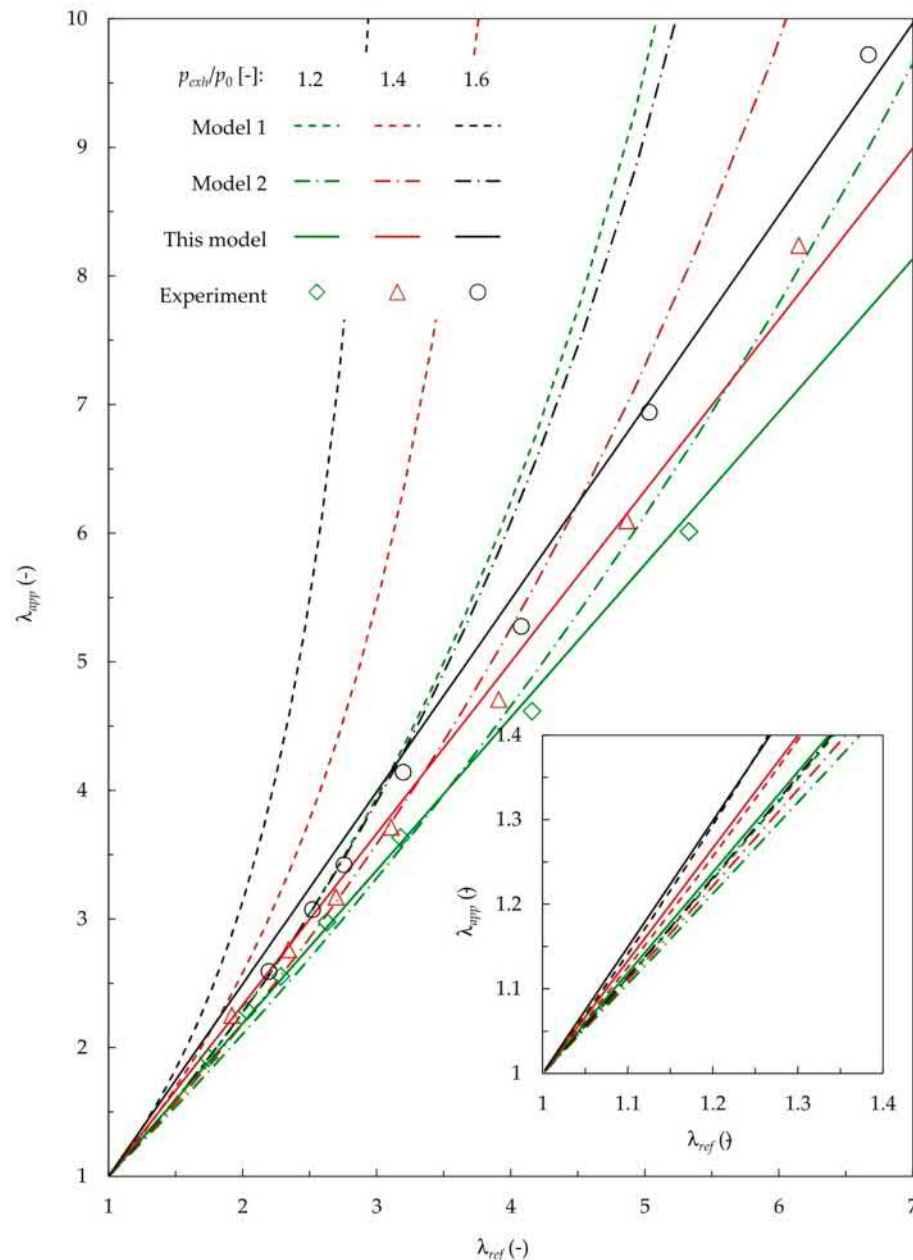 10
9
8
7
6
5
4
3
2
1
λapp (-)
pexh/p0 [-]: 1.2 1.4 1.6
Model 1
Model 2
This model
Experiment
1.4
1.3
1.2
1.1
1
λapp (-)
1 1.1 1.2 1.3 1.4
λref (-)
1 2 3 4 5 6 7
λref (-)